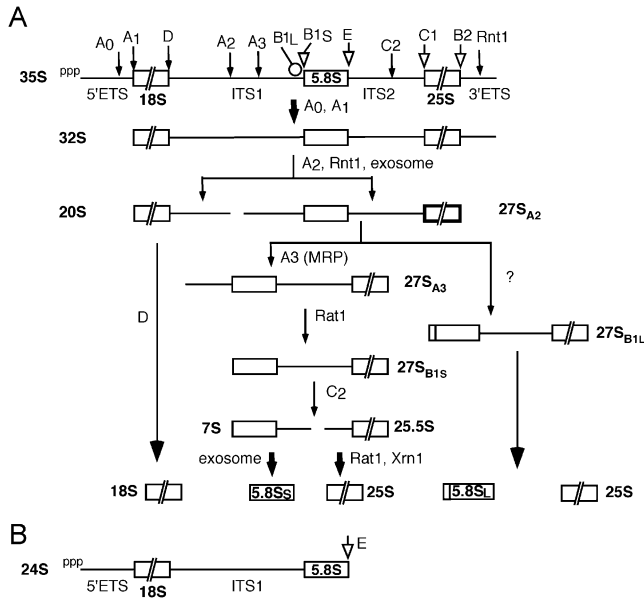 A
A0 A1 D A2 A3 B1L B1S E C2 C1 B2 Rnt1
35S ppp 5.8S
5'ETS 18S ITS1 ITS2 25S 3'ETS
A0, A1
32S
A2, Rnt1, exosome
20S 27SA2
A3 (MRP)
27SA3 ?
D Rat1 27SB1L
27SB1S
C2
7S 25.5S
exosome Rat1, Xrn1
18S 5.8SS 25S 5.8SL 25S
B
E
24S ppp 5.8S
5'ETS 18S ITS1